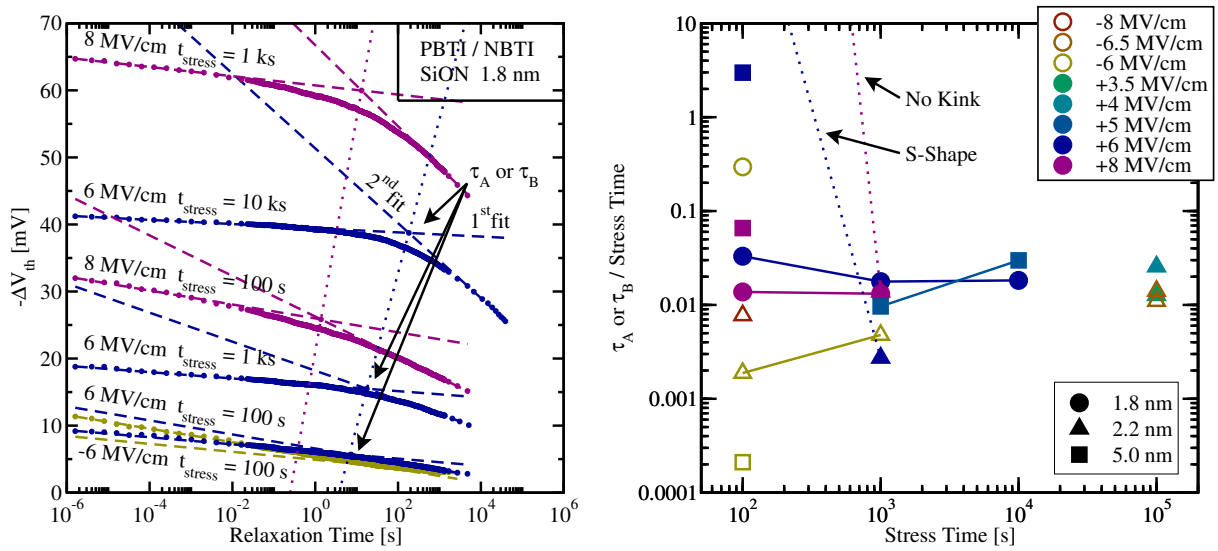 8 MV/cm t_stress = 1 ks
PBTI / NBTI
SiON 1.8 nm
6 MV/cm t_stress = 10 ks
2nd fit
1st fit
τA or τB
8 MV/cm t_stress = 100 s
6 MV/cm t_stress = 1 ks
6 MV/cm t_stress = 100 s
-6 MV/cm t_stress = 100 s
70
60
50
40
30
20
10
0
-ΔVth [mV]
10^-6 10^-4 10^-2 10^0 10^2 10^4 10^6
Relaxation Time [s]
10
1
0.1
0.01
0.001
0.0001
τA or τB / Stress Time
No Kink
S-Shape
-8 MV/cm
-6.5 MV/cm
-6 MV/cm
+3.5 MV/cm
+4 MV/cm
+5 MV/cm
+6 MV/cm
+8 MV/cm
1.8 nm
2.2 nm
5.0 nm
10^2 10^3 10^4 10^5
Stress Time [s]